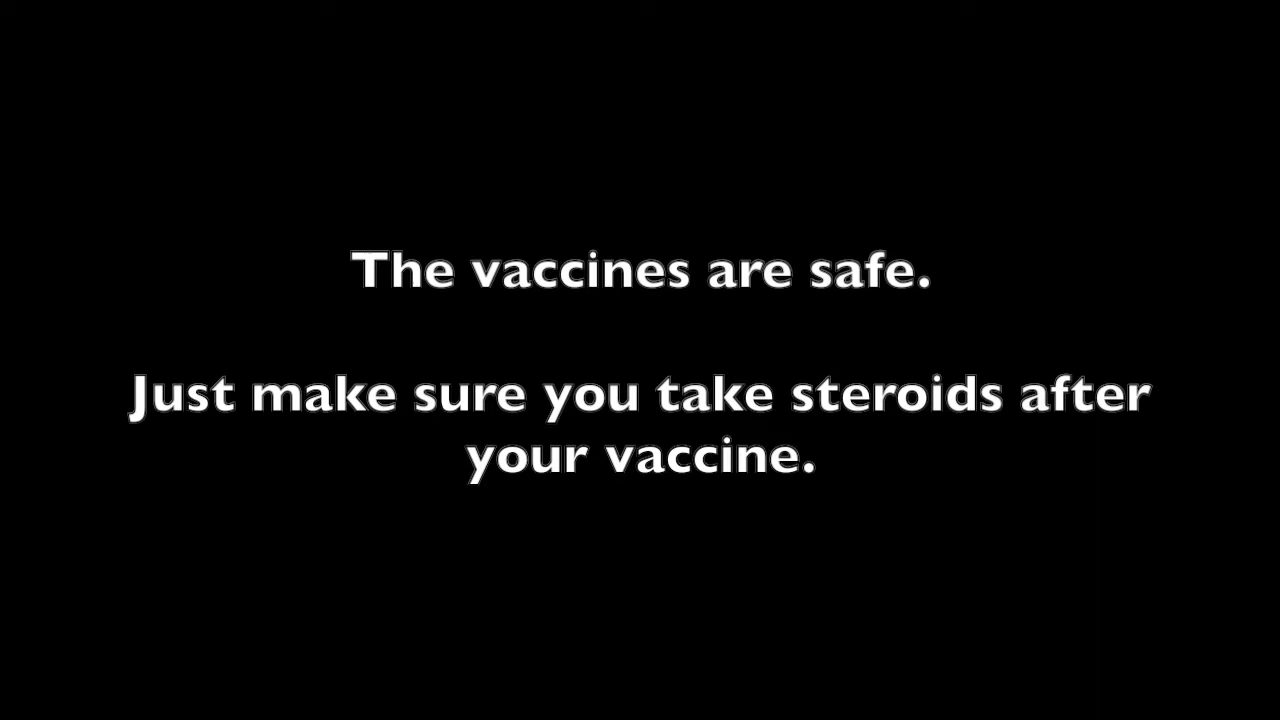 The vaccines are safe.
Just make sure you take steroids after
your vaccine.